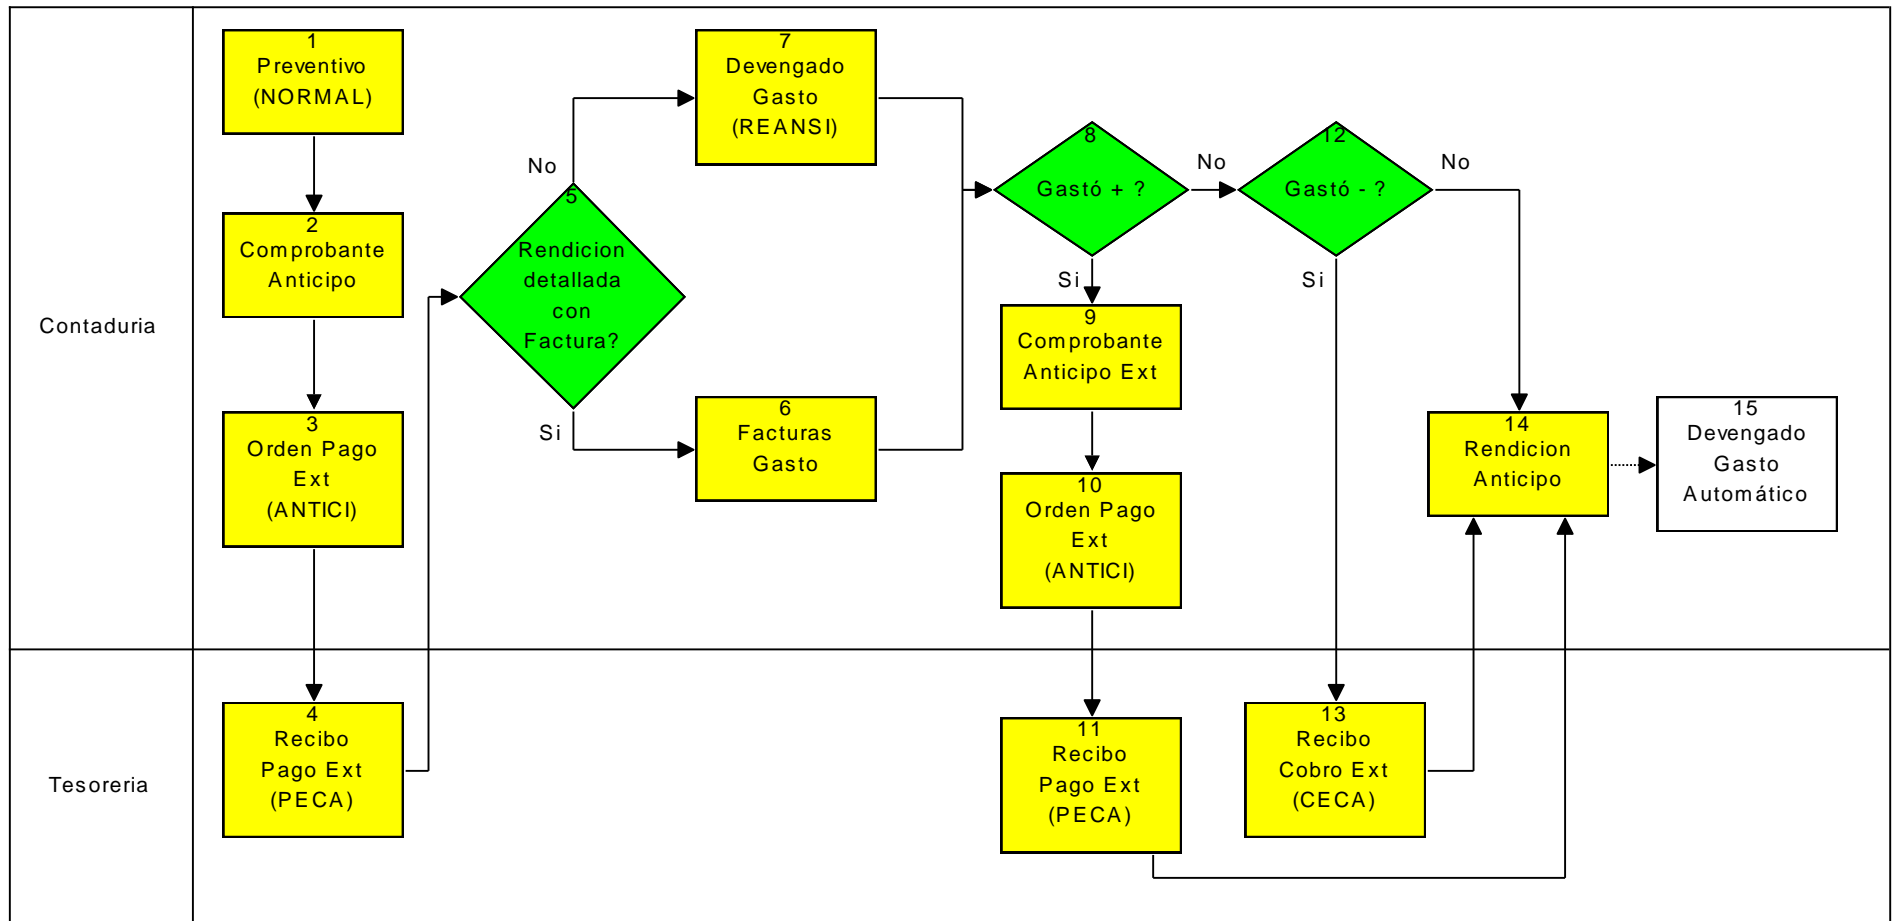 Contaduria
1
Preventivo
(NORMAL)
2
Comprobante
Anticipo
3
Orden Pago
Ext
(ANTICI)
No
5
Rendicion
detallada
con
Factura?
Si
7
Devengado
Gasto
(REANSI)
6
Facturas
Gasto
8
Gastó + ?
No
Si
9
Comprobante
Anticipo Ext
10
Orden Pago
Ext
(ANTICI)
12
Gastó - ?
No
Si
14
Rendicion
Anticipo
15
Devengado
Gasto
Automático
Tesoreria
4
Recibo
Pago Ext
(PECA)
11
Recibo
Pago Ext
(PECA)
13
Recibo
Cobro Ext
(CECA)